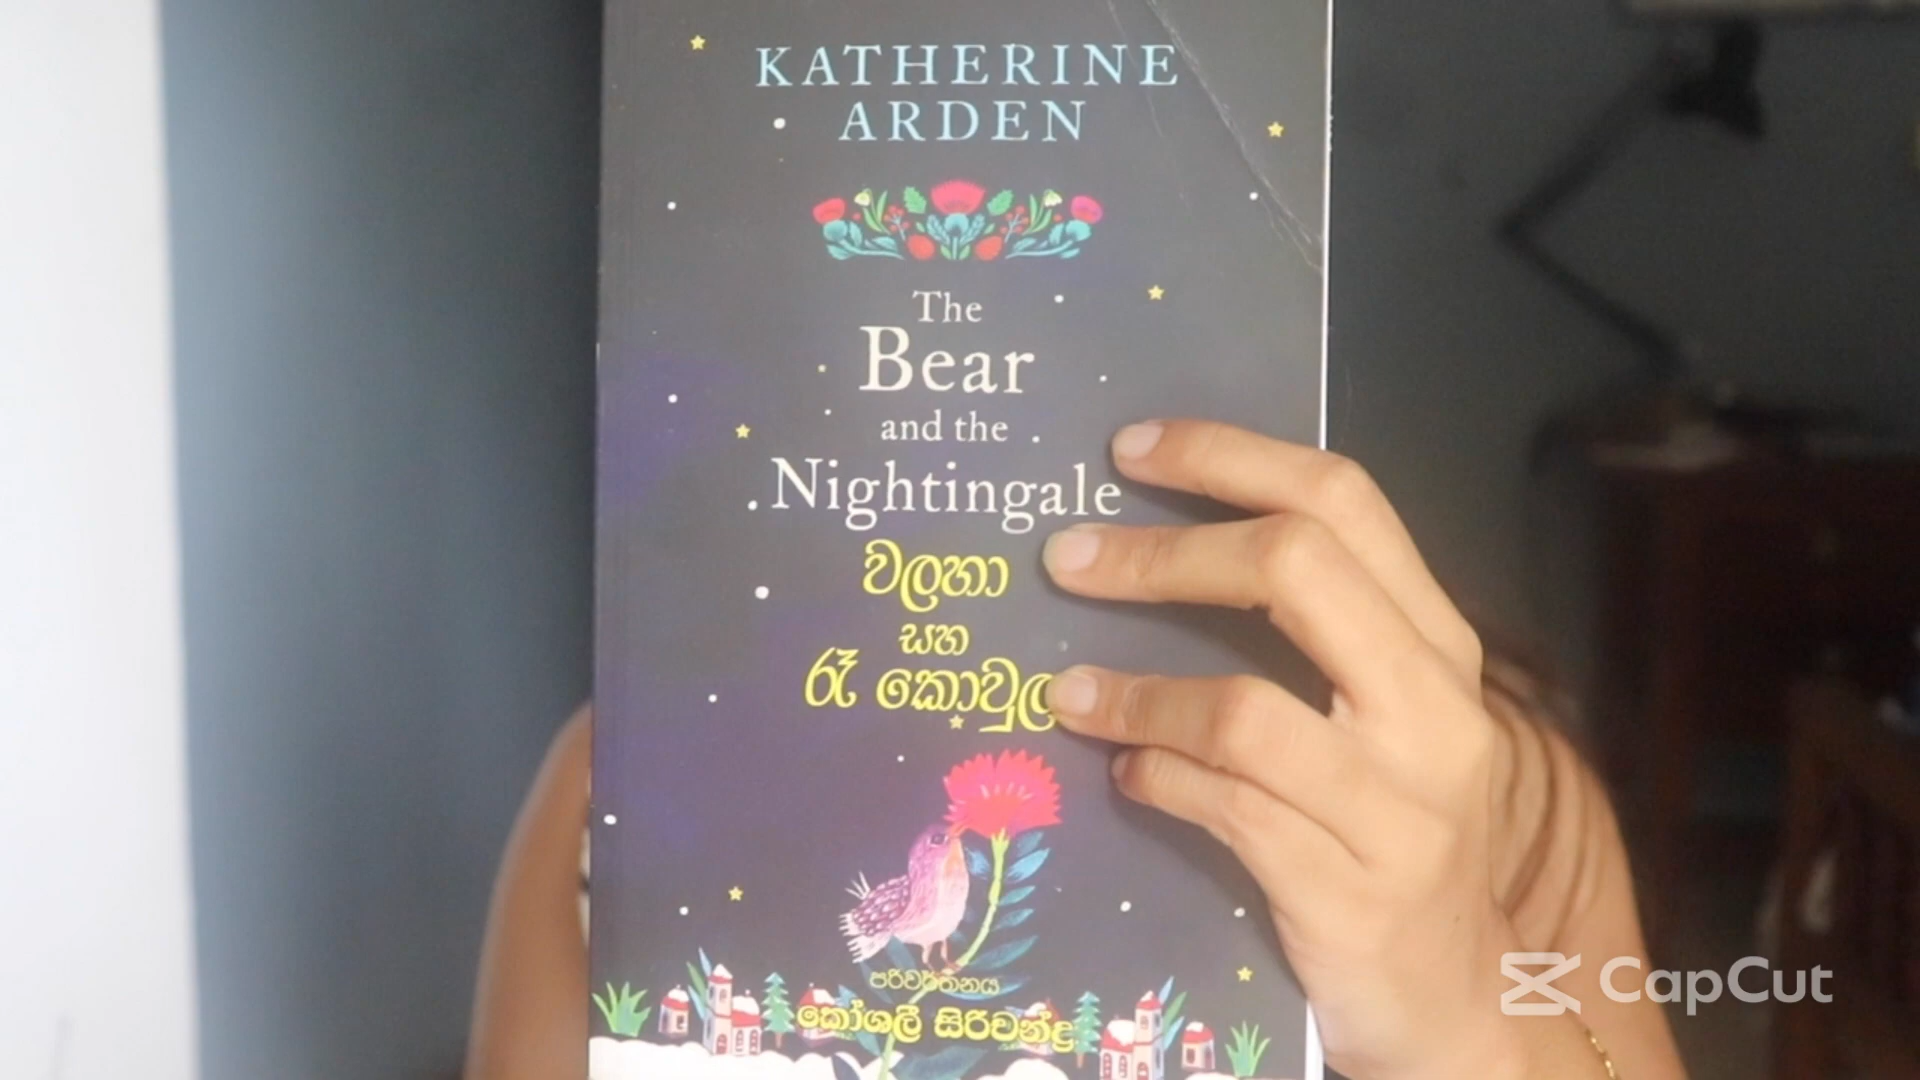 KATHERINE
ARDEN
The
Bear
and the
Nightingale
වලහා
සහ
රෑ කොවුලා
පරිවර්තනය
කෝශලී සිරිචන්ද්‍ර
CapCut